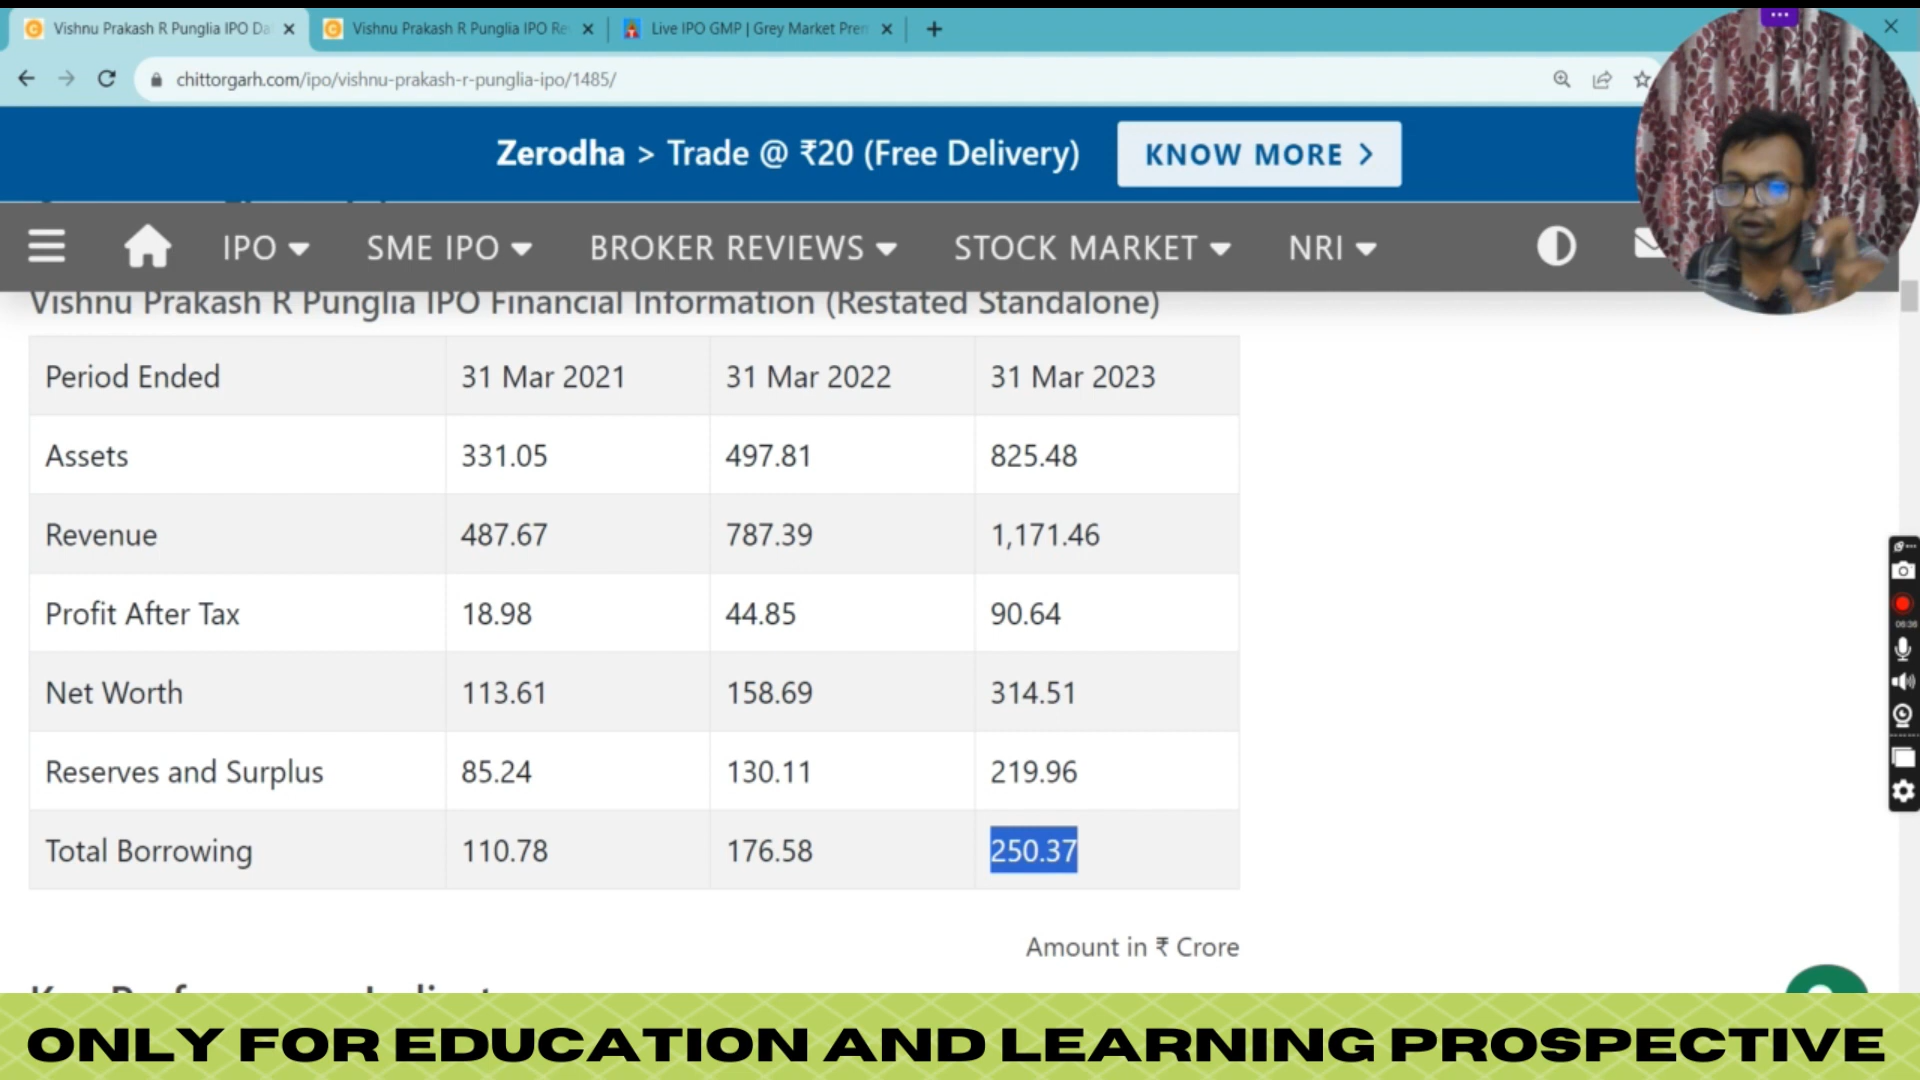 Vishnu Prakash R Punglia IPO Da
Vishnu Prakash R Punglia IPO Re
Live IPO GMP | Grey Market Prem
chittorgarh.com/ipo/vishnu-prakash-r-punglia-ipo/1485/
Zerodha > Trade @ ₹20 (Free Delivery)
KNOW MORE >
IPO
SME IPO
BROKER REVIEWS
STOCK MARKET
NRI
Vishnu Prakash R Punglia IPO Financial Information (Restated Standalone)
Period Ended 31 Mar 2021 31 Mar 2022 31 Mar 2023
Assets 331.05 497.81 825.48
Revenue 487.67 787.39 1,171.46
Profit After Tax 18.98 44.85 90.64
Net Worth 113.61 158.69 314.51
Reserves and Surplus 85.24 130.11 219.96
Total Borrowing 110.78 176.58 250.37
Amount in ₹ Crore
ONLY FOR EDUCATION AND LEARNING PROSPECTIVE